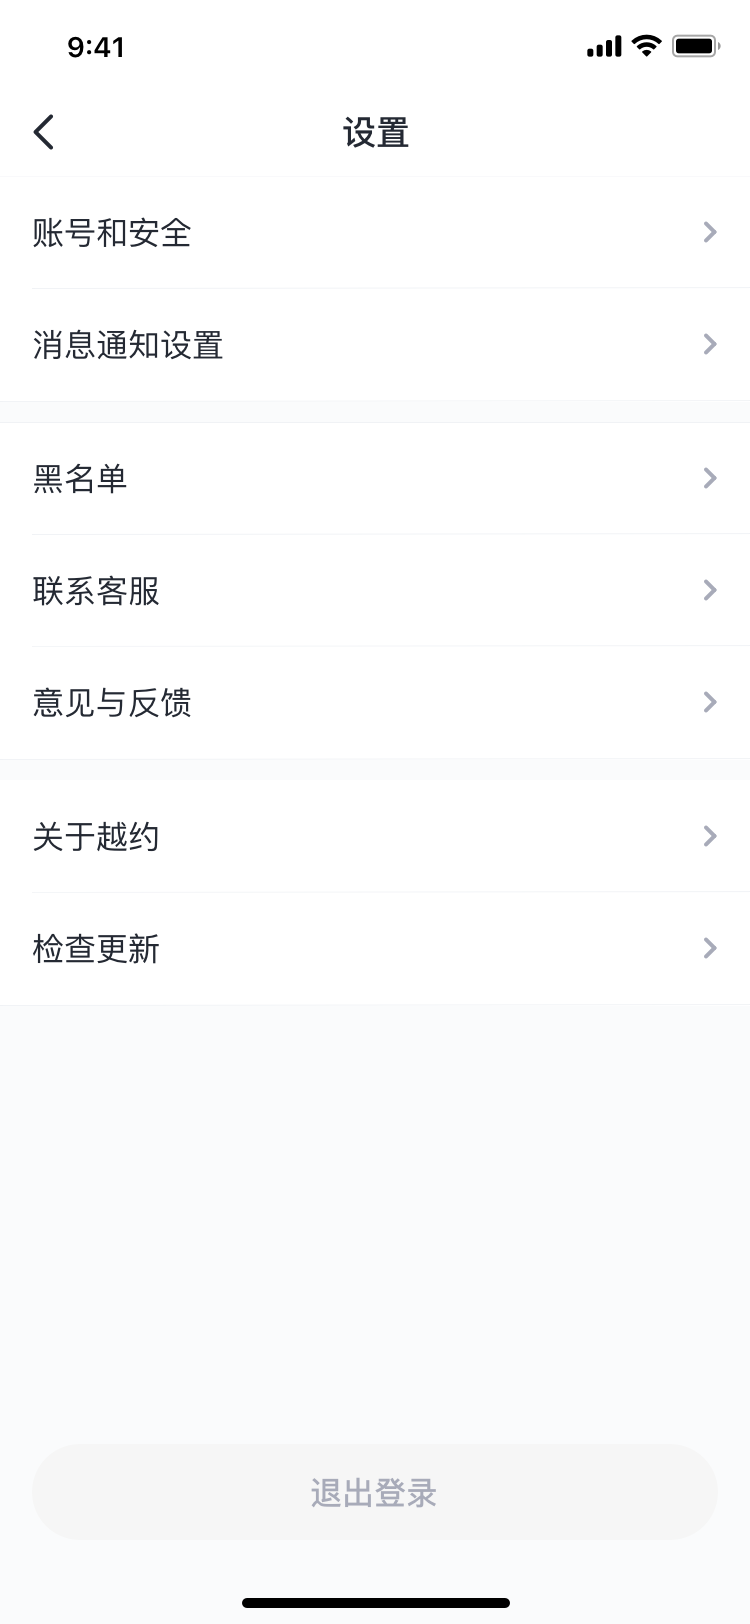 9:41
设置
账号和安全
消息通知设置
黑名单
联系客服
意见与反馈
关于越约
检查更新
退出登录